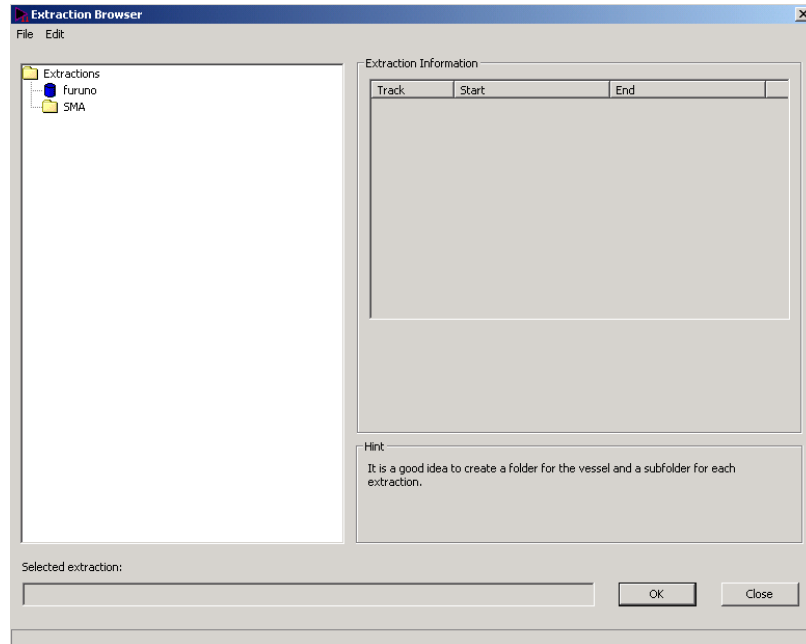 Extraction Browser
File Edit
Extractions
furuno
SMA
Extraction Information
Track Start End
Hint
It is a good idea to create a folder for the vessel and a subfolder for each
extraction.
Selected extraction:
OK Close